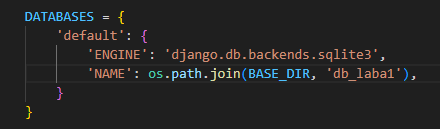 DATABASES = {
    'default': {
        'ENGINE': 'django.db.backends.sqlite3',
        'NAME': os.path.join(BASE_DIR, 'db_laba1'),
    }
}